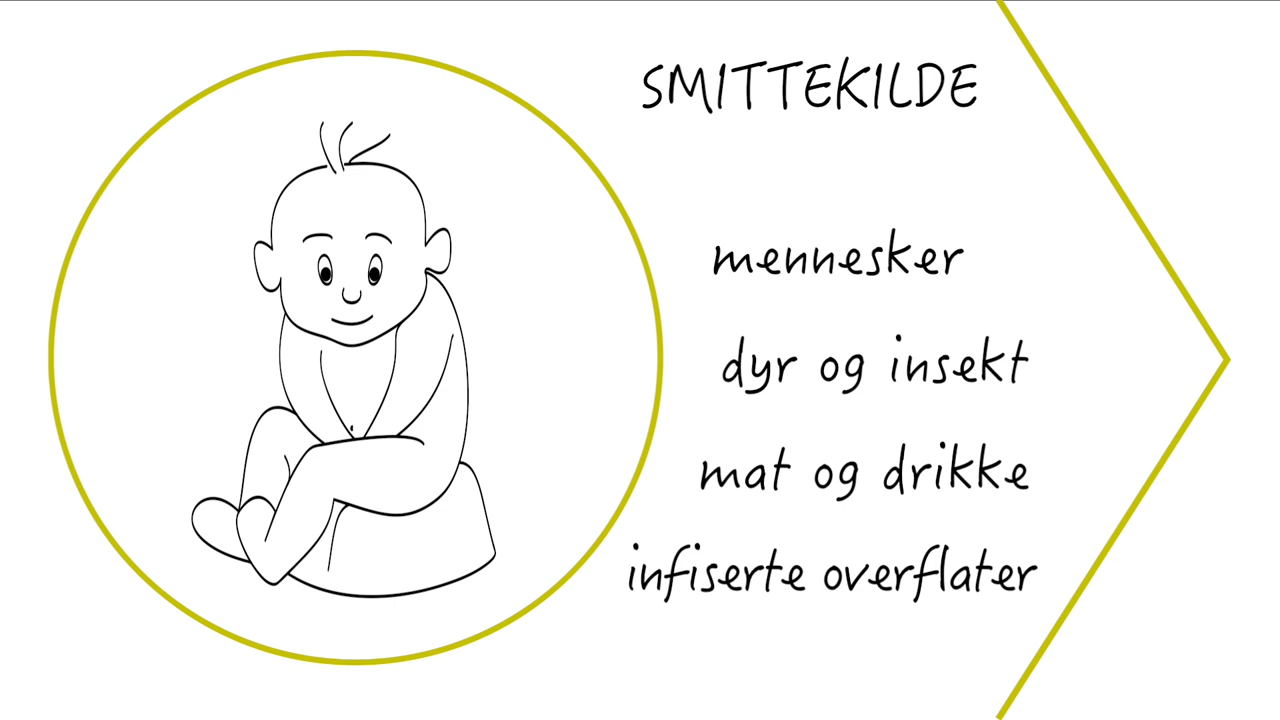 SMITTEKILDE
mennesker
dyr og insekt
mat og drikke
infiserte overflater